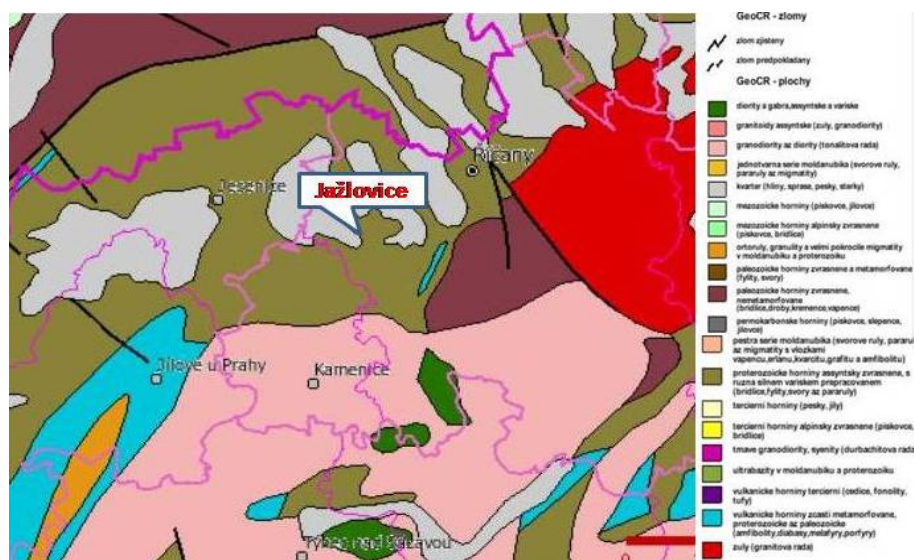 GeoCR - zlomy
zlom zjisteny
zlom predpokladany
GeoCR - plochy
diority a gabra,assyntske a variske
granitoidy assyntske (zuly, granodiority)
granodiority az diority (tonalitova rada)
jednotvarna serie moldanubika (svorove ruly,
pararuly az migmatity)
kvarter (hliny, sprase, pesky, sterky)
mezozoicke horniny (piskovce, jilovce)
mezozoicke horniny alpinsky zvrasnene
(piskovce, bridlice)
ortoruly, granulity a velmi pokrocile migmatity
v moldanubiku a proterozoiku
paleozoicke horniny zvrasnene a metamorfovane
(fylity, svory)
paleozoicke horniny zvrasnene,
nemetamorfovane
(bridlice,droby,kremence,vapence)
permokarbonske horniny (piskovce, slepence,
jilovce)
pestra serie moldanubika (svorove ruly, pararul
az migmatity s vlozkami
vapencu,erlanu,kvarcitu,grafitu a amfibolitu)
proterozoicke horniny assyntsky zvrasnene, s
ruzna silnem variskem prepracovanem
(bridlice,fylity,svory az pararuly)
tercierni horniny (pesky, jily)
tercierni horniny alpinsky zvrasnene (piskovce,
bridlice)
tmave granodiority, syenity (durbachitova rada
ultrabazity v moldanubiku a proterozoiku
vulkanicke horniny tercierni (cedice, fonolity,
tufy)
vulkanicke horniny zcasti metamorfovane,
proterozoicke az paleozoicke
(amfibolity,diabasy,melafyry,porfyry)
zuly (granitova rada)
Říčany
Jesenice
Jažlovice
Jílové u Prahy
Kamenice